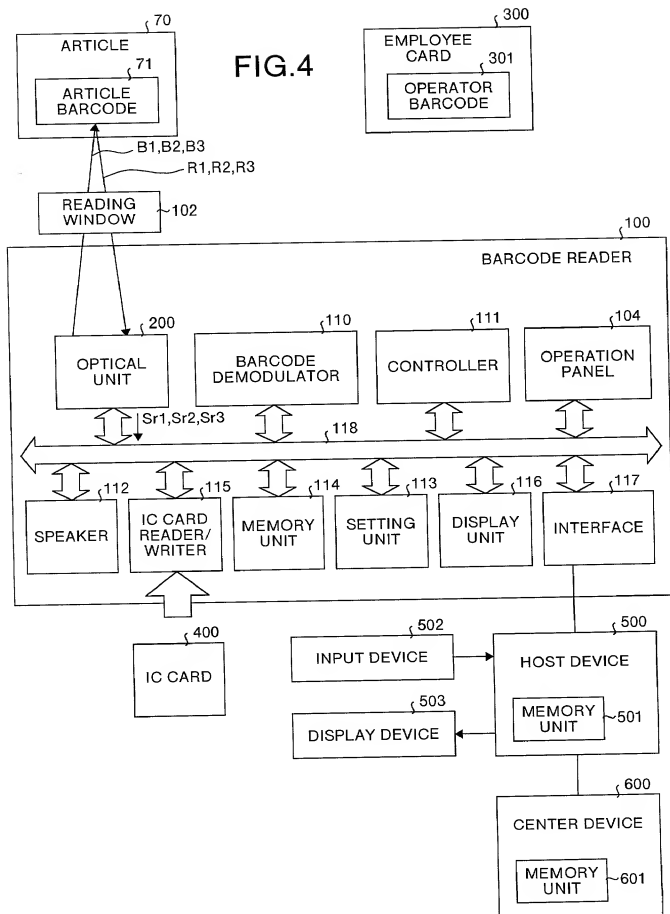 70
300
ARTICLE
71
ARTICLE
BARCODE
FIG.4
EMPLOYEE
CARD
301
OPERATOR
BARCODE
B1,B2,B3
R1,R2,R3
READING
WINDOW
102
100
BARCODE READER
200
OPTICAL
UNIT
110
BARCODE
DEMODULATOR
111
CONTROLLER
104
OPERATION
PANEL
Sr1,Sr2,Sr3
118
112
SPEAKER
115
IC CARD
READER/
WRITER
114
MEMORY
UNIT
113
SETTING
UNIT
116
DISPLAY
UNIT
117
INTERFACE
400
IC CARD
502
INPUT DEVICE
503
DISPLAY DEVICE
500
HOST DEVICE
MEMORY
UNIT
501
600
CENTER DEVICE
MEMORY
UNIT
601